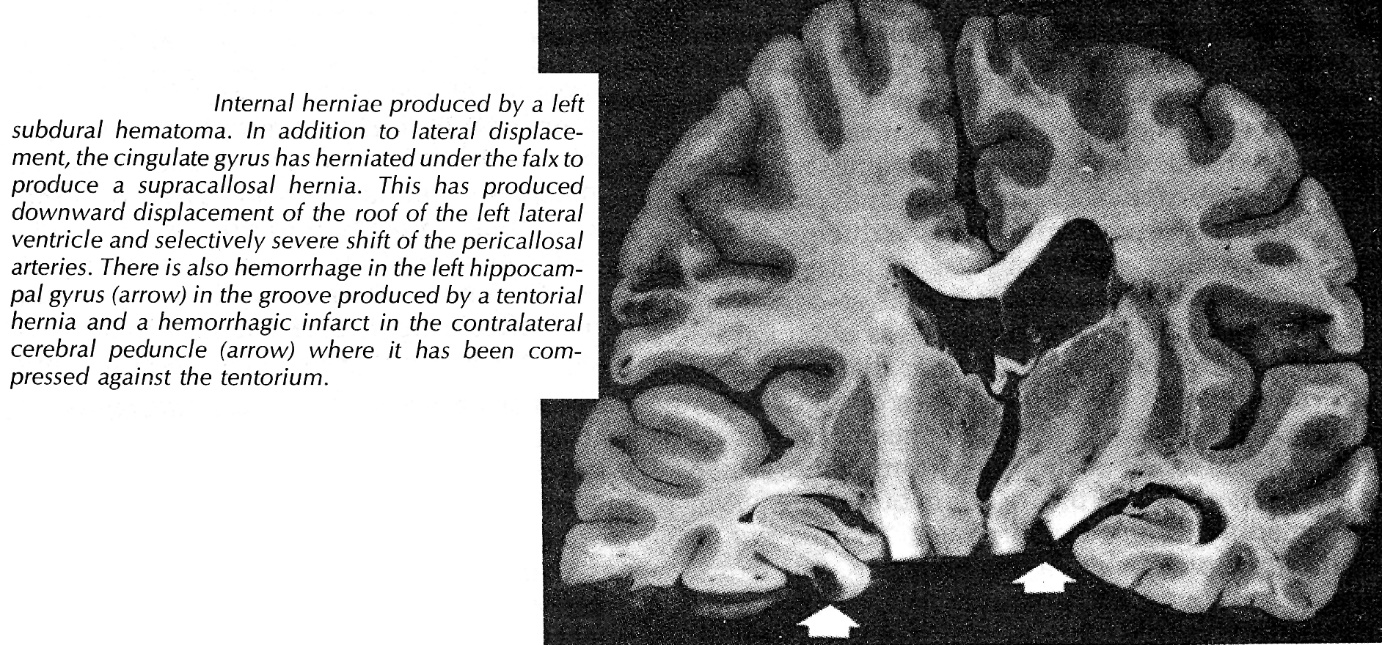 Internal herniae produced by a left
subdural hematoma. In addition to lateral displace-
ment, the cingulate gyrus has herniated under the falx to
produce a supracallosal hernia. This has produced
downward displacement of the roof of the left lateral
ventricle and selectively severe shift of the pericallosal
arteries. There is also hemorrhage in the left hippocam-
pal gyrus (arrow) in the groove produced by a tentorial
hernia and a hemorrhagic infarct in the contralateral
cerebral peduncle (arrow) where it has been com-
pressed against the tentorium.